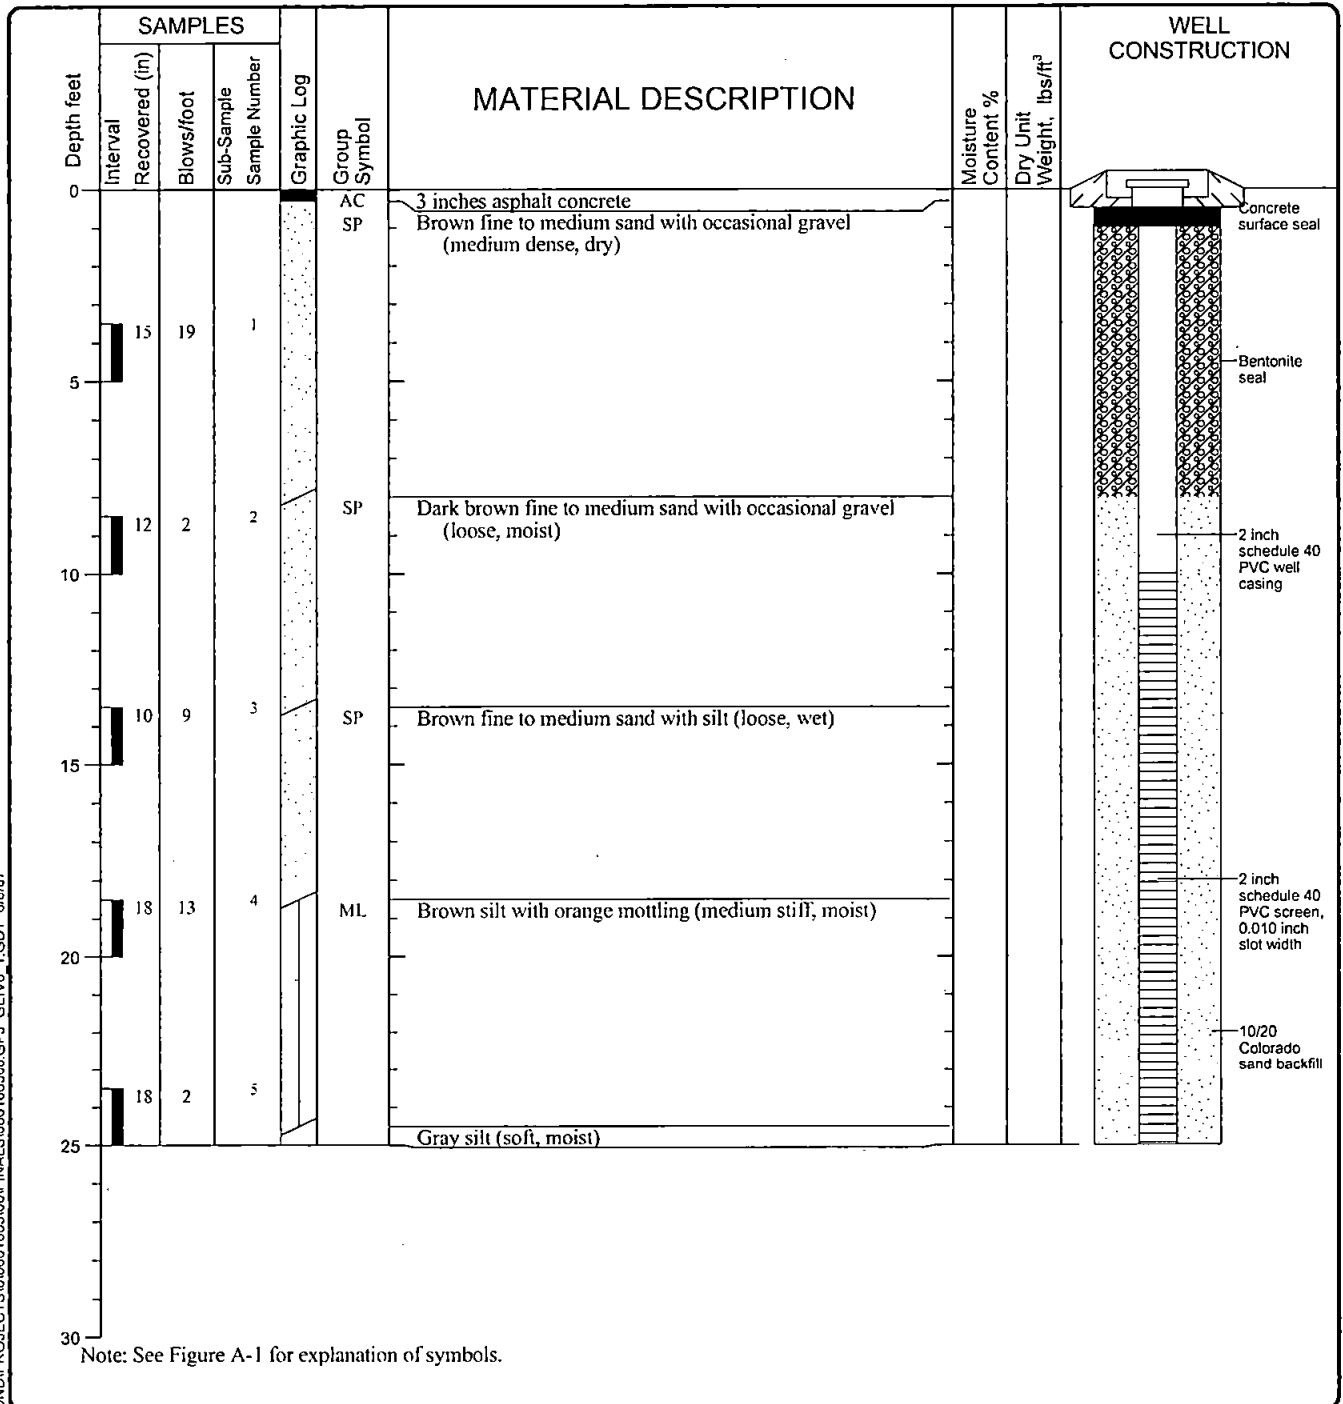 SAMPLES
WELL
CONSTRUCTION
Depth feet
Interval
Recovered (in)
Blows/foot
Sub-Sample
Sample Number
Graphic Log
Group
Symbol
MATERIAL DESCRIPTION
Moisture
Content %
Dry Unit
Weight, lbs/ft³
0
AC
3 inches asphalt concrete
SP
Brown fine to medium sand with occasional gravel
(medium dense, dry)
Concrete
surface seal
15 19 1
5
Bentonite
seal
12 2 2
SP
Dark brown fine to medium sand with occasional gravel
(loose, moist)
2 inch
schedule 40
PVC well
casing
10
10 9 3
SP
Brown fine to medium sand with silt (loose, wet)
15
18 13 4
ML
Brown silt with orange mottling (medium stiff, moist)
2 inch
schedule 40
PVC screen,
0.010 inch
slot width
20
10/20
Colorado
sand backfill
18 2 5
Gray silt (soft, moist)
25
30
Note: See Figure A-1 for explanation of symbols.